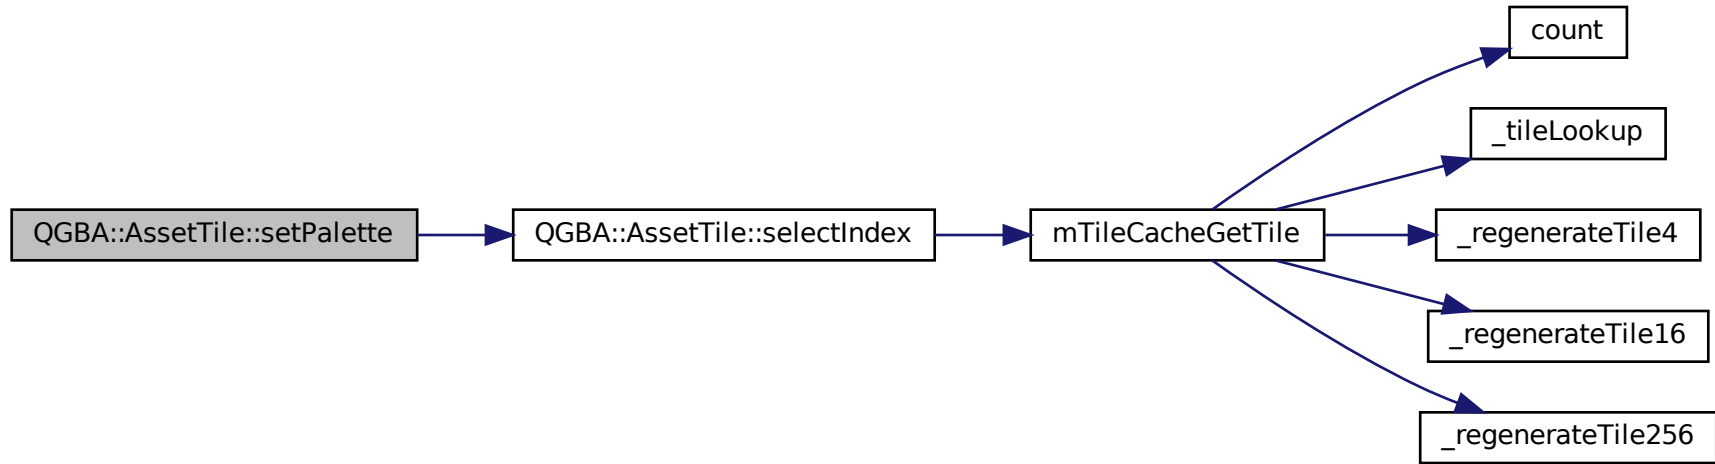 count
_tileLookup
QGBA::AssetTile::setPalette
QGBA::AssetTile::selectIndex
mTileCacheGetTile
_regenerateTile4
_regenerateTile16
_regenerateTile256